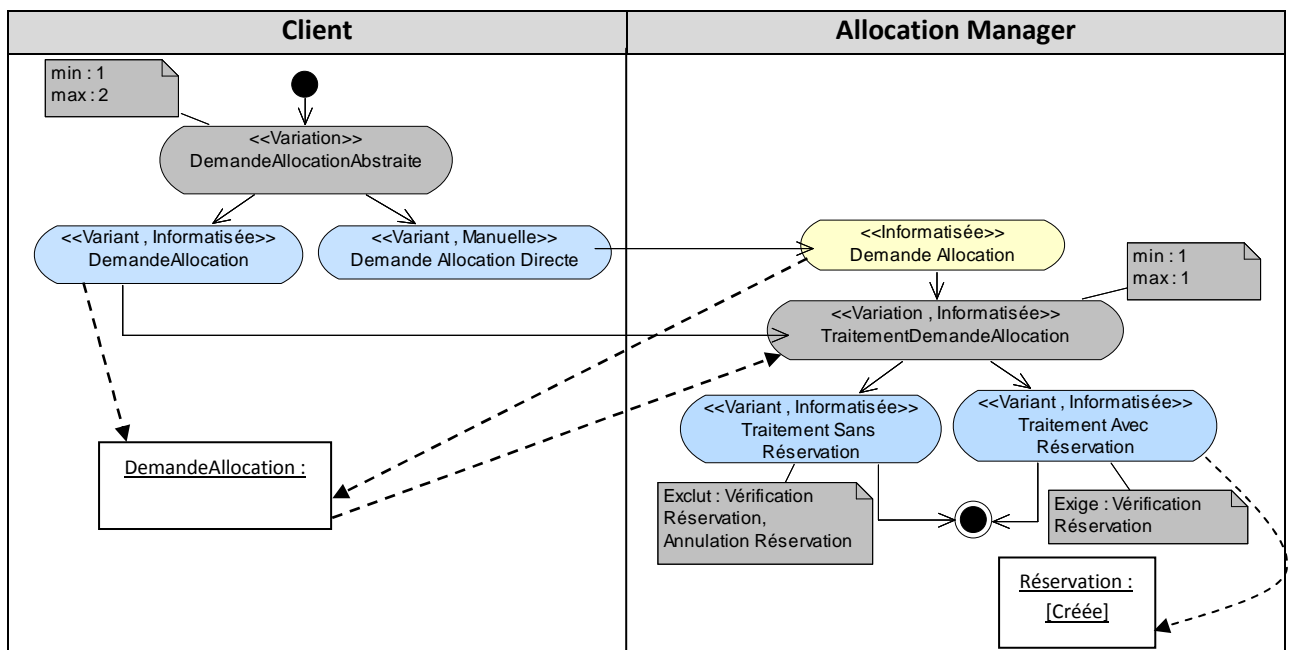 Client
Allocation Manager
min : 1
max : 2
<<Variation>>
DemandeAllocationAbstraite
<<Variant , Informatisée>>
DemandeAllocation
<<Variant , Manuelle>>
Demande Allocation Directe
<<Informatisée>>
Demande Allocation
min : 1
max : 1
<<Variation , Informatisée>>
TraitementDemandeAllocation
<<Variant , Informatisée>>
Traitement Sans
Réservation
<<Variant , Informatisée>>
Traitement Avec
Réservation
DemandeAllocation :
Exclut : Vérification
Réservation,
Annulation Réservation
Exige : Vérification
Réservation
Réservation :
[Créée]